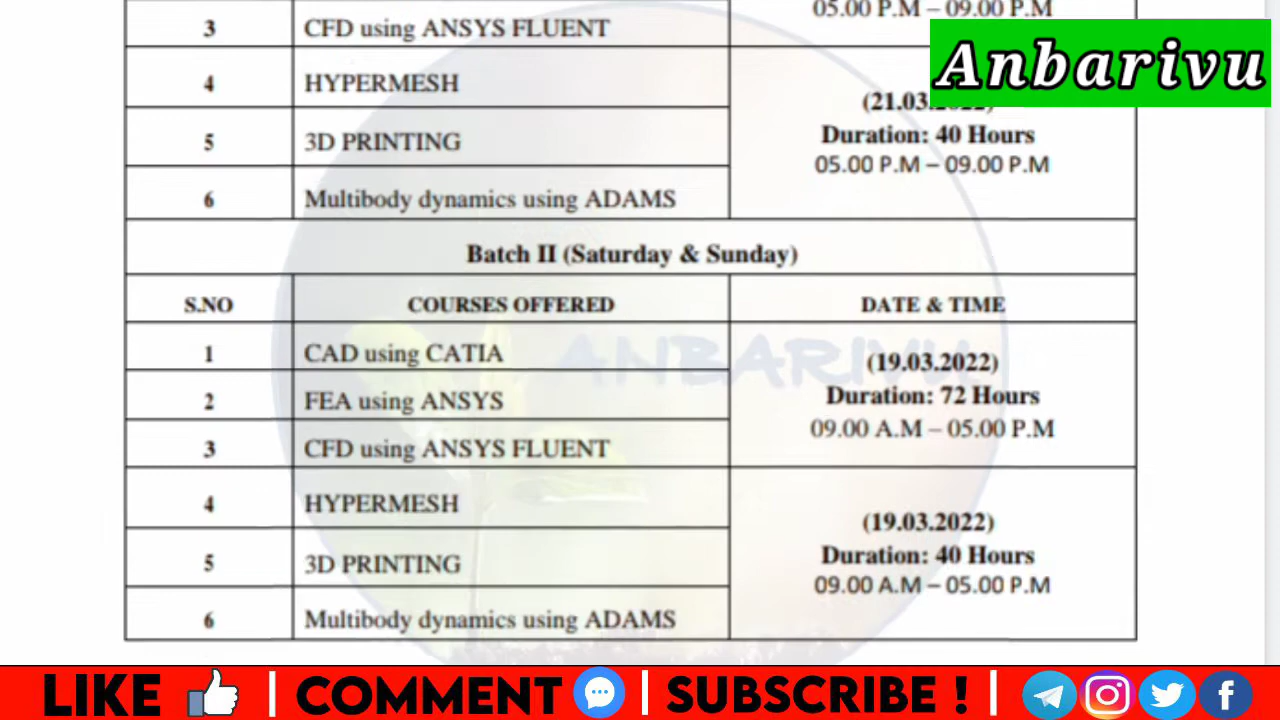 05.00 P.M – 09.00 P.M
3 CFD using ANSYS FLUENT
Anbarivu
4 HYPERMESH
(21.03.2022)
Duration: 40 Hours
5 3D PRINTING
05.00 P.M – 09.00 P.M
6 Multibody dynamics using ADAMS
Batch II (Saturday & Sunday)
S.NO COURSES OFFERED DATE & TIME
1 CAD using CATIA
(19.03.2022)
ANBARIVU
Duration: 72 Hours
2 FEA using ANSYS
09.00 A.M – 05.00 P.M
3 CFD using ANSYS FLUENT
4 HYPERMESH
(19.03.2022)
Duration: 40 Hours
5 3D PRINTING
09.00 A.M – 05.00 P.M
6 Multibody dynamics using ADAMS
LIKE | COMMENT | SUBSCRIBE ! |